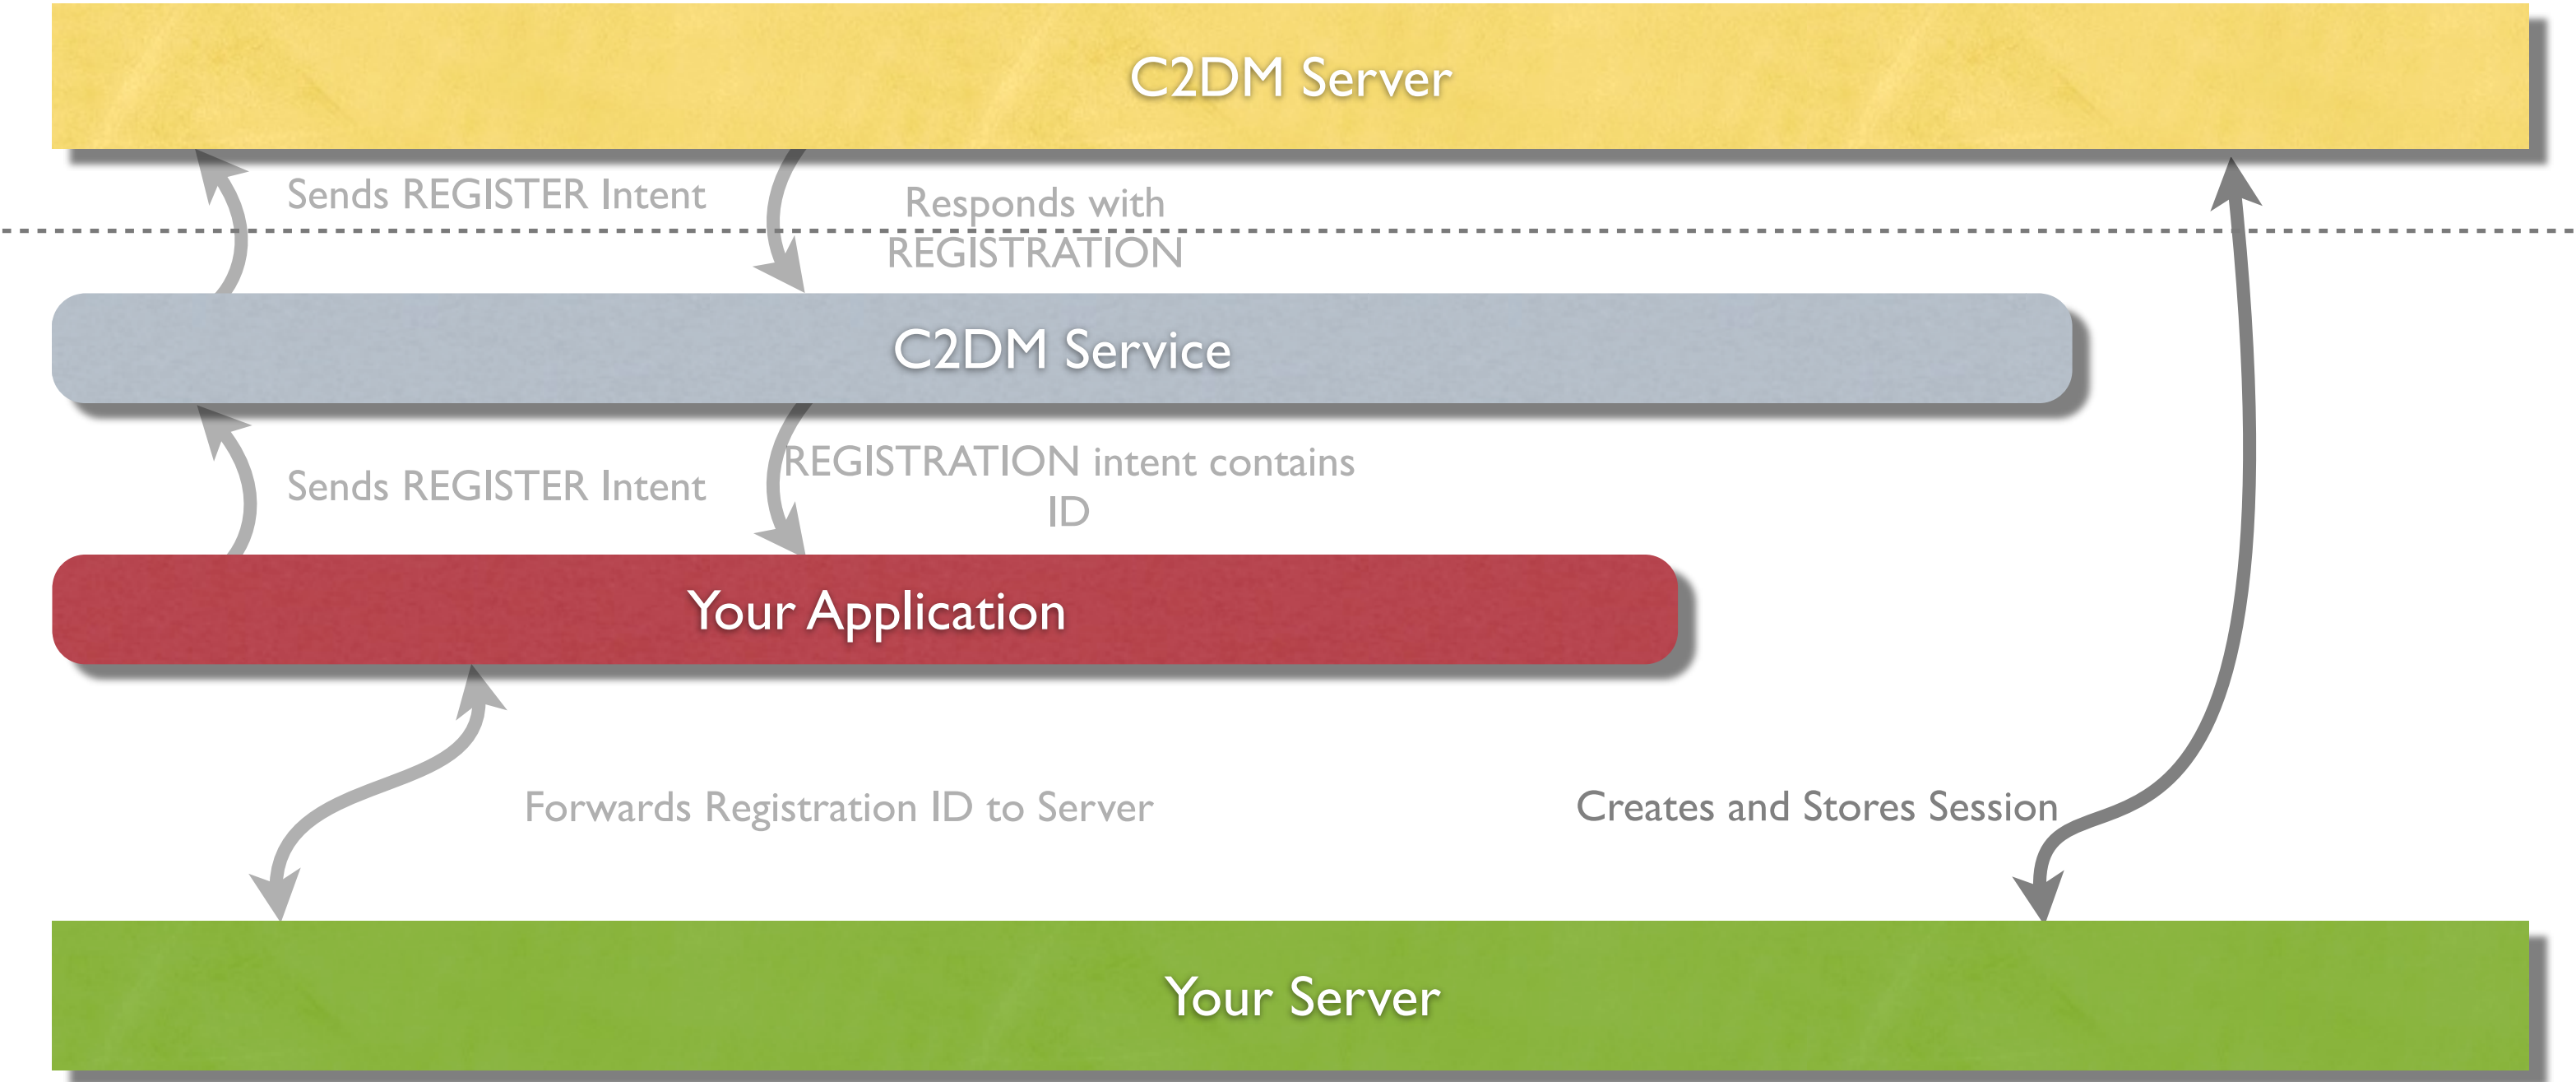 C2DM Server
Sends REGISTER Intent
Responds with
REGISTRATION
C2DM Service
Sends REGISTER Intent
REGISTRATION intent contains
ID
Your Application
Forwards Registration ID to Server
Creates and Stores Session
Your Server